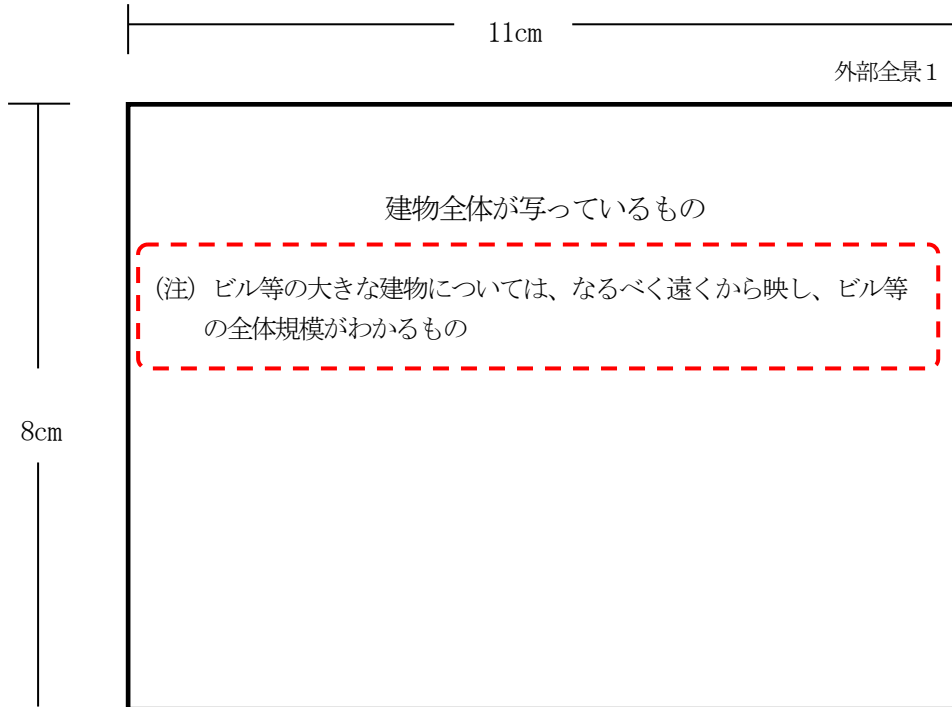 11cm
外部全景１
建物全体が写っているもの
(注) ビル等の大きな建物については、なるべく遠くから映し、ビル等
の全体規模がわかるもの
8cm